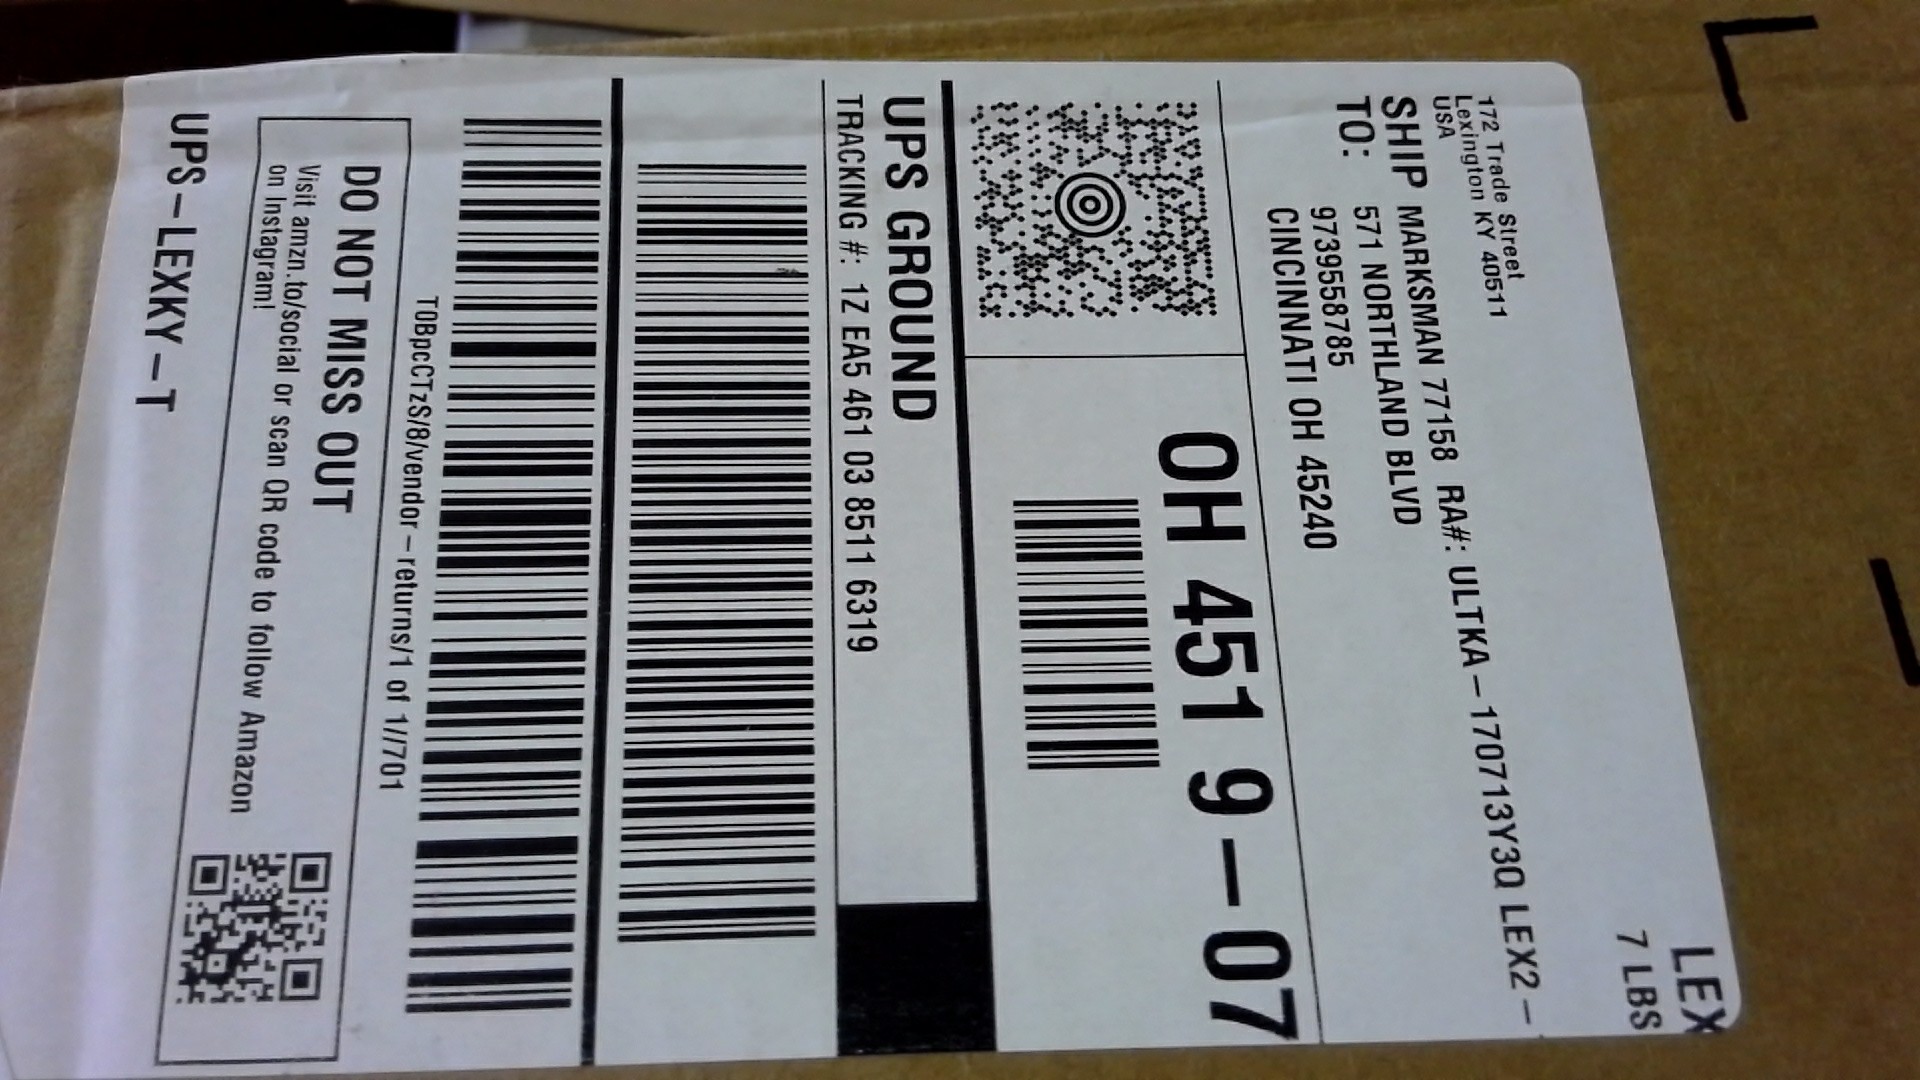 LEX
7 LBS
172 Trade Street
Lexington KY 40511
USA
SHIP MARKSMAN 77158 RA#: ULTKA-170713Y3Q LEX2-
TO: 571 NORTHLAND BLVD
9739558785
CINCINNATI OH 45240
OH 451 9-07
UPS GROUND
TRACKING #: 1Z EA5 461 03 8511 6319
T0BpcCTzS/8/vendor-returns/1 of 1//701
DO NOT MISS OUT
Visit amzn.to/social or scan QR code to follow Amazon
on Instagram!
UPS-LEXKY-T